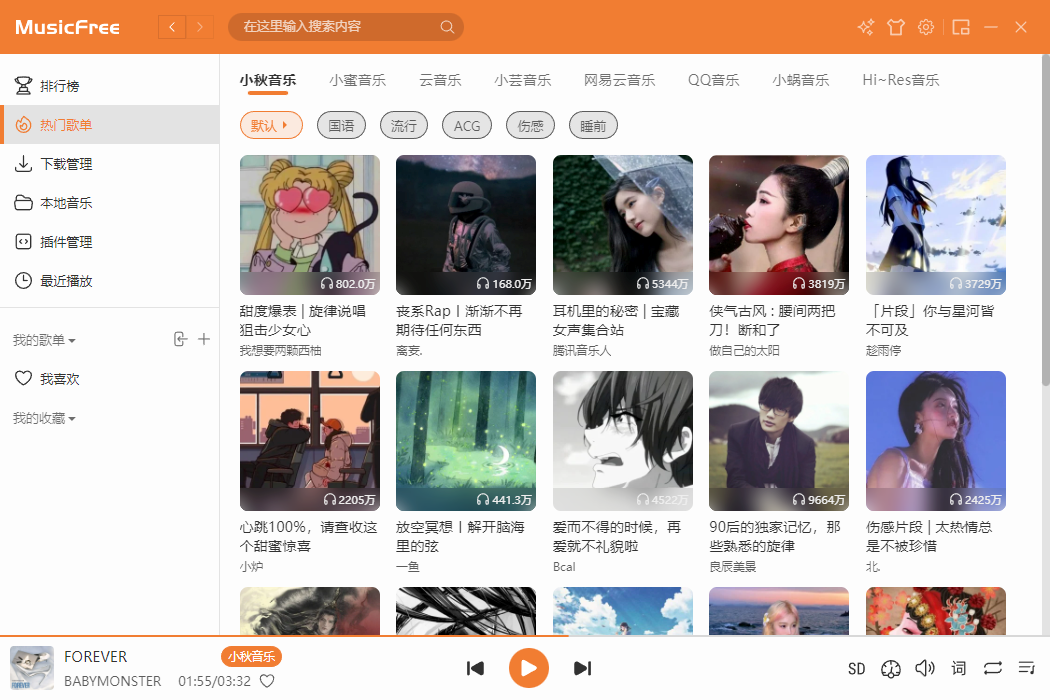 MusicFree
在这里输入搜索内容
排行榜
热门歌单
下载管理
本地音乐
插件管理
最近播放
我的歌单
我喜欢
我的收藏
小秋音乐 小蜜音乐 云音乐 小芸音乐 网易云音乐 QQ音乐 小蜗音乐 Hi~Res音乐
默认 国语 流行 ACG 伤感 睡前
802.0万 168.0万 5344万 3819万 3729万
甜度爆表 | 旋律说唱
狙击少女心
我想要两颗西柚
丧系Rap丨渐渐不再
期待任何东西
离宴.
耳机里的秘密 | 宝藏
女声集合站
腾讯音乐人
侠气古风 : 腰间两把
刀！断和了
做自己的太阳
「片段」你与星河皆
不可及
趁雨停
2205万 441.3万 4522万 9664万 2425万
心跳100%，请查收这
个甜蜜惊喜
小炉
放空冥想丨解开脑海
里的弦
一鱼
爱而不得的时候，再
爱就不礼貌啦
Bcal
90后的独家记忆，那
些熟悉的旋律
良辰美景
伤感片段 | 太热情总
是不被珍惜
北.
FOREVER 小秋音乐
BABYMONSTER 01:55/03:32
SD 词